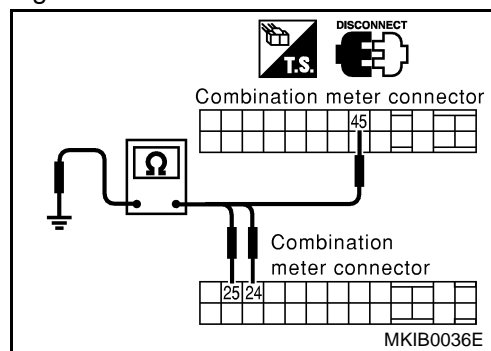 DISCONNECT
T.S.
Combination meter connector
45
Ω
Combination
meter connector
25 24
MKIB0036E